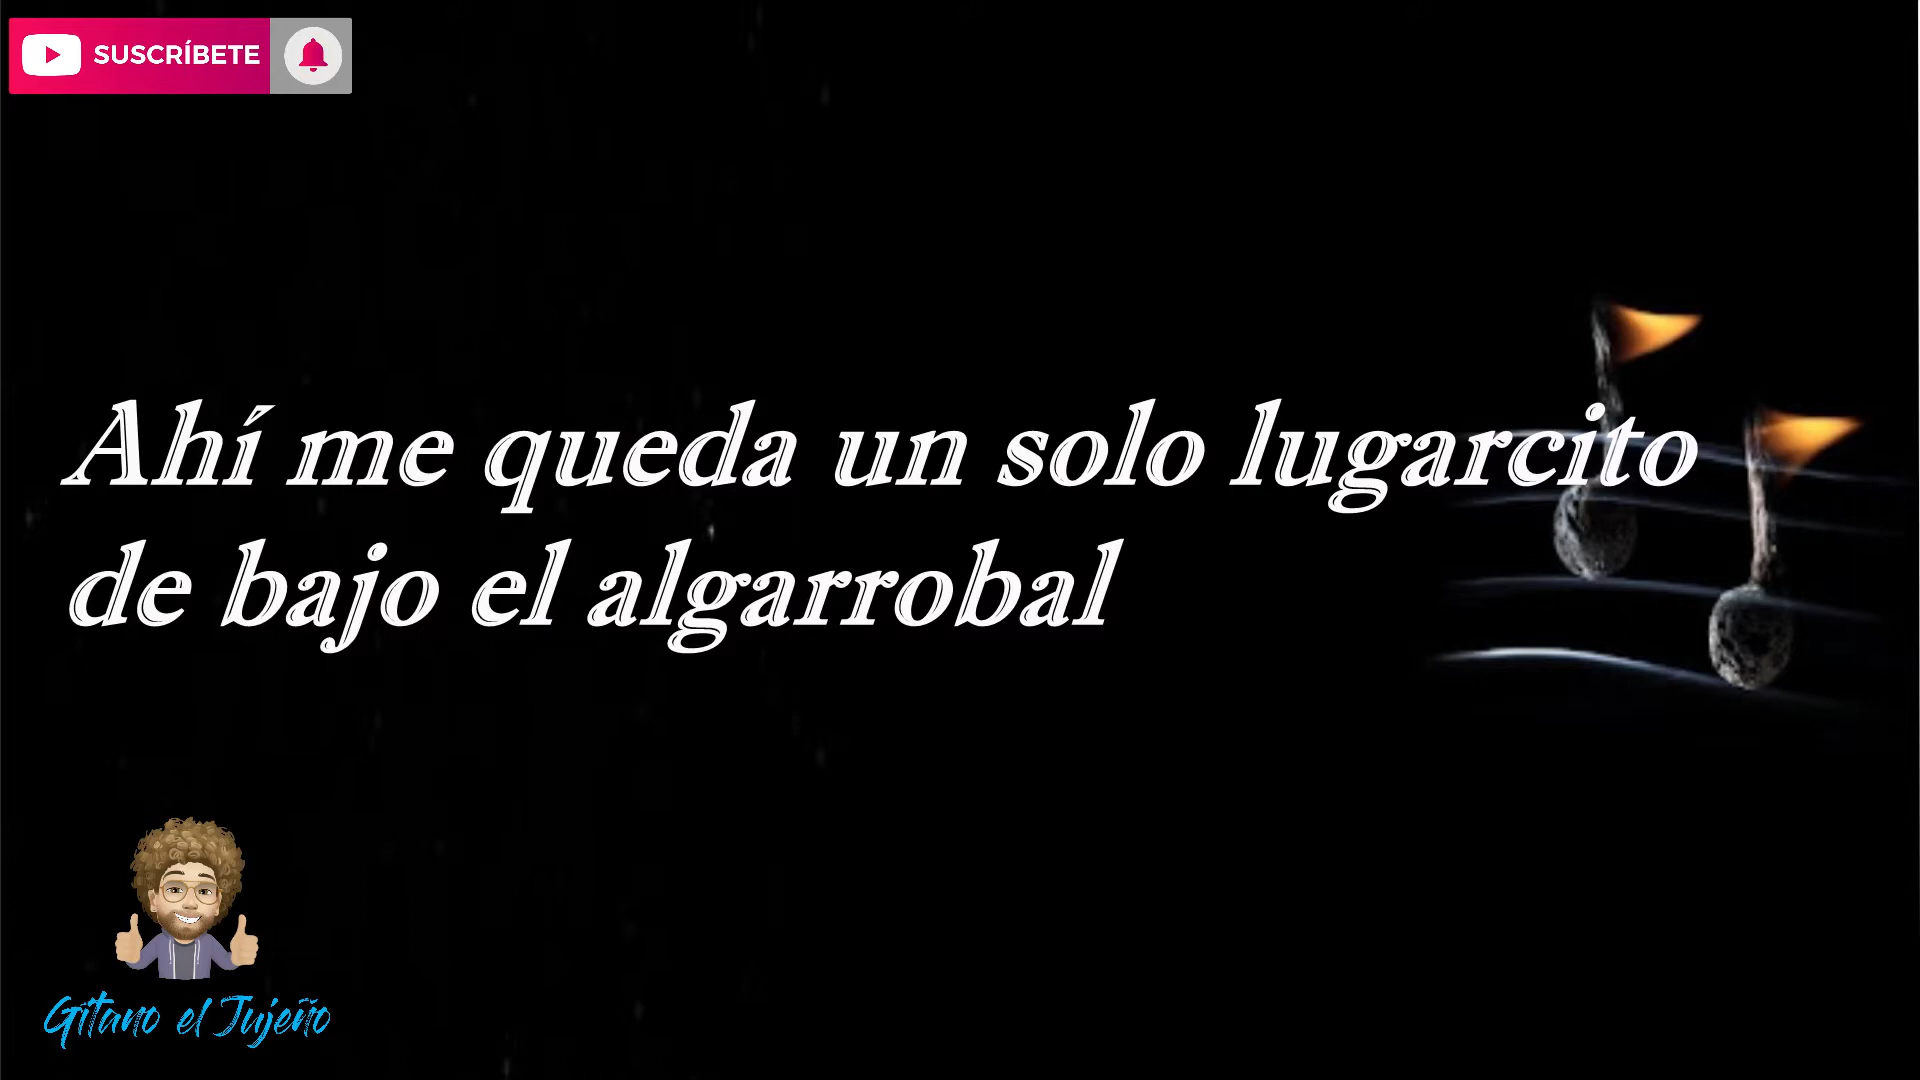 SUSCRÍBETE
Ahí me queda un solo lugarcito
de bajo el algarrobal
Gitano el Jujeño